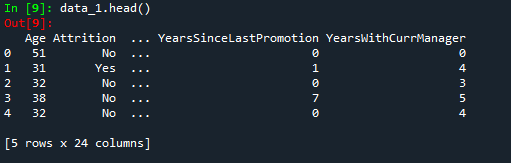 In [9]: data_1.head()
Out[9]:
   Age Attrition  ...  YearsSinceLastPromotion YearsWithCurrManager
0   51        No  ...                        0                    0
1   31       Yes  ...                        1                    4
2   32        No  ...                        0                    3
3   38        No  ...                        7                    5
4   32        No  ...                        0                    4
[5 rows x 24 columns]